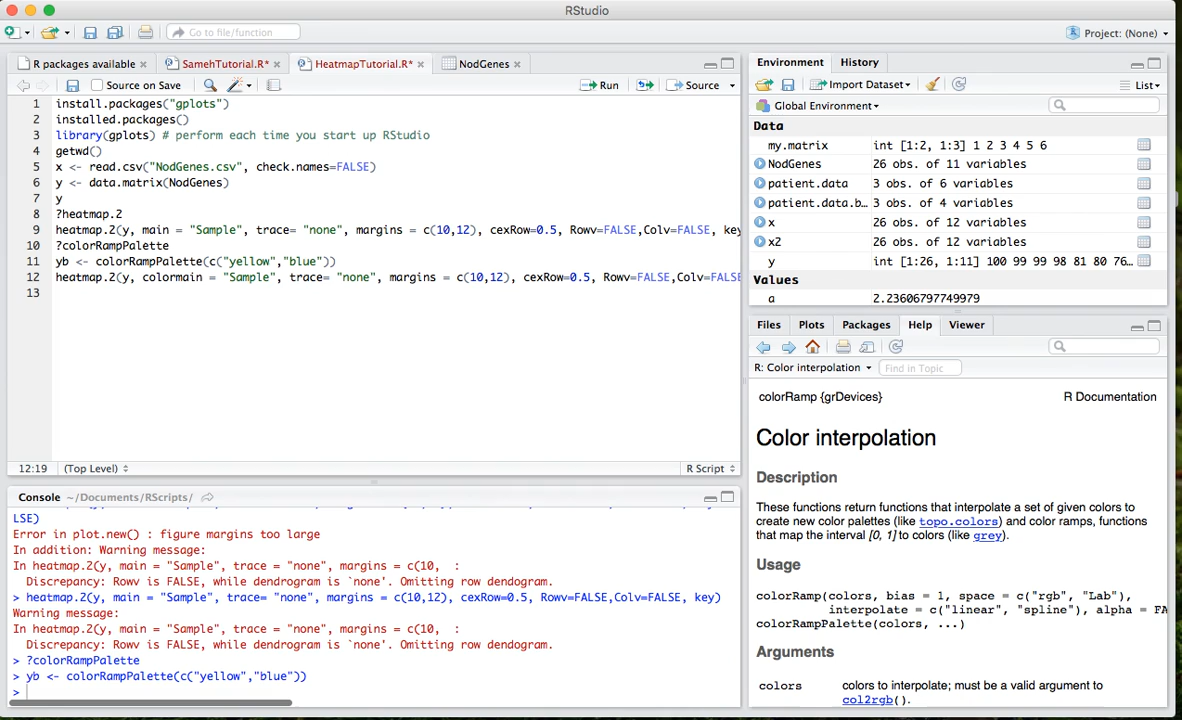 RStudio
Go to file/function
Project: (None)
R packages available
SamehTutorial.R*
HeatmapTutorial.R*
NodGenes
Source on Save
Run
Source
1 install.packages("gplots")
2 installed.packages()
3 library(gplots) # perform each time you start up RStudio
4 getwd()
5 x <- read.csv("NodGenes.csv", check.names=FALSE)
6 y <- data.matrix(NodGenes)
7 y
8 ?heatmap.2
9 heatmap.2(y, main = "Sample", trace= "none", margins = c(10,12), cexRow=0.5, Rowv=FALSE,Colv=FALSE, key
10 ?colorRampPalette
11 yb <- colorRampPalette(c("yellow","blue"))
12 heatmap.2(y, colormain = "Sample", trace= "none", margins = c(10,12), cexRow=0.5, Rowv=FALSE,Colv=FALSE
13
12:19 (Top Level) R Script
Console ~/Documents/RScripts/
LSE)
Error in plot.new() : figure margins too large
In addition: Warning message:
In heatmap.2(y, main = "Sample", trace = "none", margins = c(10,  :
Discrepancy: Rowv is FALSE, while dendrogram is `none'. Omitting row dendogram.
> heatmap.2(y, main = "Sample", trace= "none", margins = c(10,12), cexRow=0.5, Rowv=FALSE,Colv=FALSE, key)
Warning message:
In heatmap.2(y, main = "Sample", trace = "none", margins = c(10,  :
Discrepancy: Rowv is FALSE, while dendrogram is `none'. Omitting row dendogram.
> ?colorRampPalette
> yb <- colorRampPalette(c("yellow","blue"))
>
Environment History
Import Dataset List
Global Environment
Data
my.matrix int [1:2, 1:3] 1 2 3 4 5 6
NodGenes 26 obs. of 11 variables
patient.data 3 obs. of 6 variables
patient.data.b… 3 obs. of 4 variables
x 26 obs. of 12 variables
x2 26 obs. of 12 variables
y int [1:26, 1:11] 100 99 99 98 81 80 76…
Values
a 2.23606797749979
Files Plots Packages Help Viewer
R: Color interpolation Find in Topic
colorRamp {grDevices} R Documentation
Color interpolation
Description
These functions return functions that interpolate a set of given colors to
create new color palettes (like topo.colors) and color ramps, functions
that map the interval [0, 1] to colors (like grey).
Usage
colorRamp(colors, bias = 1, space = c("rgb", "Lab"),
interpolate = c("linear", "spline"), alpha = FA
colorRampPalette(colors, ...)
Arguments
colors colors to interpolate; must be a valid argument to
col2rgb().